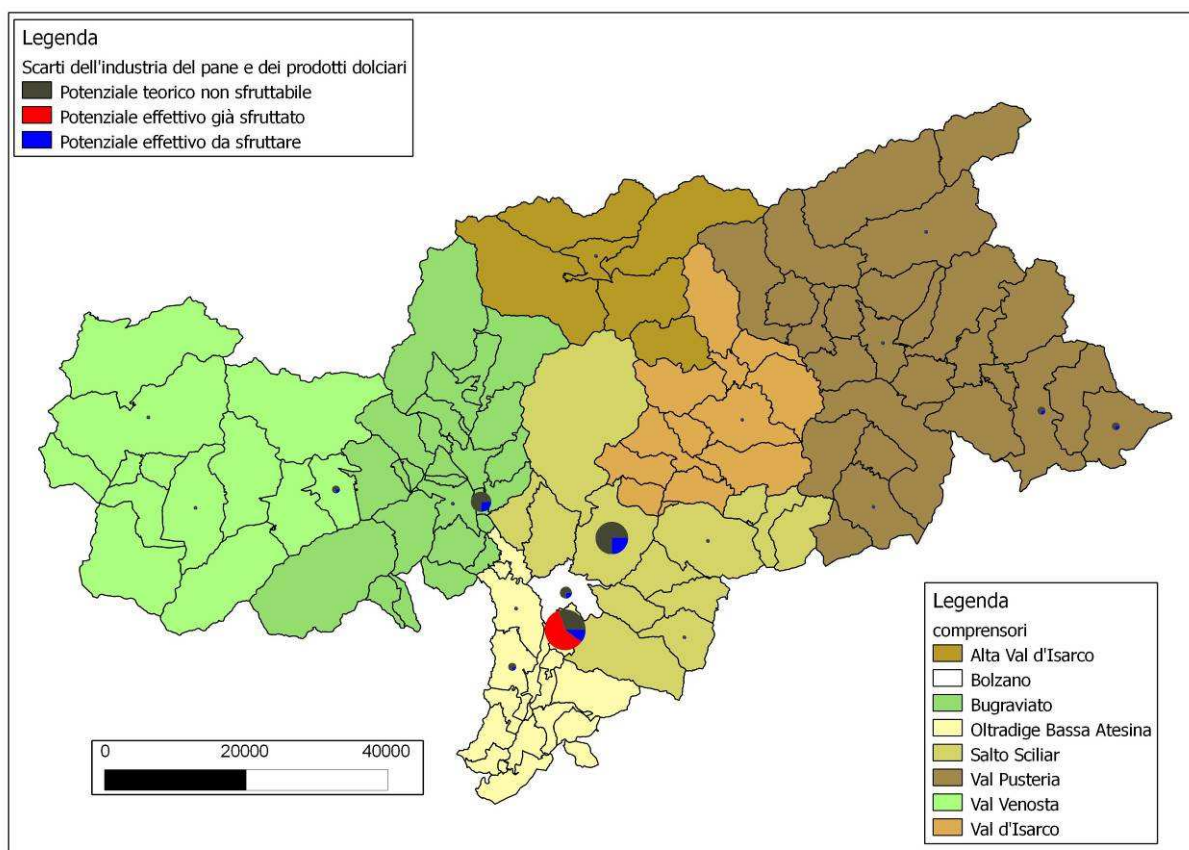 Legenda
Scarti dell'industria del pane e dei prodotti dolciari
Potenziale teorico non sfruttabile
Potenziale effettivo già sfruttato
Potenziale effettivo da sfruttare
0 20000 40000
Legenda
comprensori
Alta Val d'Isarco
Bolzano
Bugraviato
Oltradige Bassa Atesina
Salto Sciliar
Val Pusteria
Val Venosta
Val d'Isarco